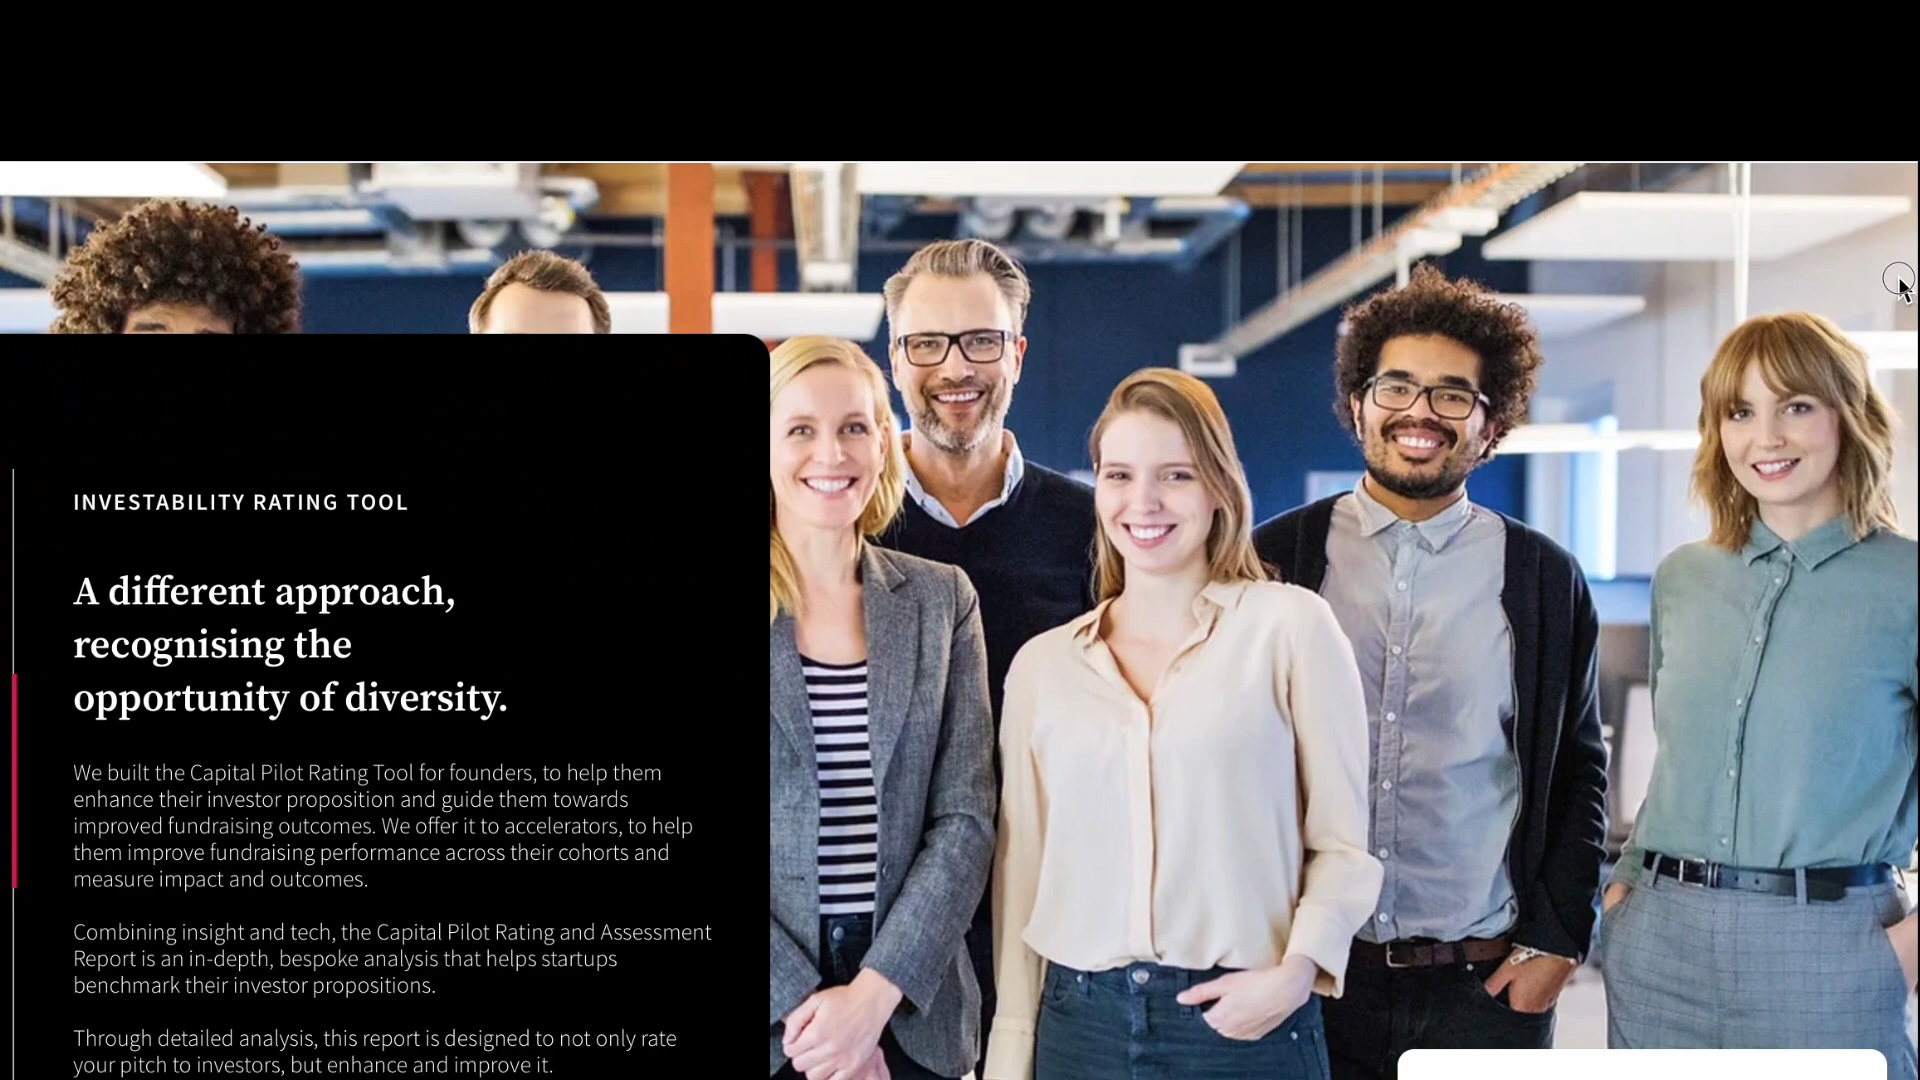 INVESTABILITY RATING TOOL
A different approach,
recognising the
opportunity of diversity.
We built the Capital Pilot Rating Tool for founders, to help them
enhance their investor proposition and guide them towards
improved fundraising outcomes. We offer it to accelerators, to help
them improve fundraising performance across their cohorts and
measure impact and outcomes.
Combining insight and tech, the Capital Pilot Rating and Assessment
Report is an in-depth, bespoke analysis that helps startups
benchmark their investor propositions.
Through detailed analysis, this report is designed to not only rate
your pitch to investors, but enhance and improve it.